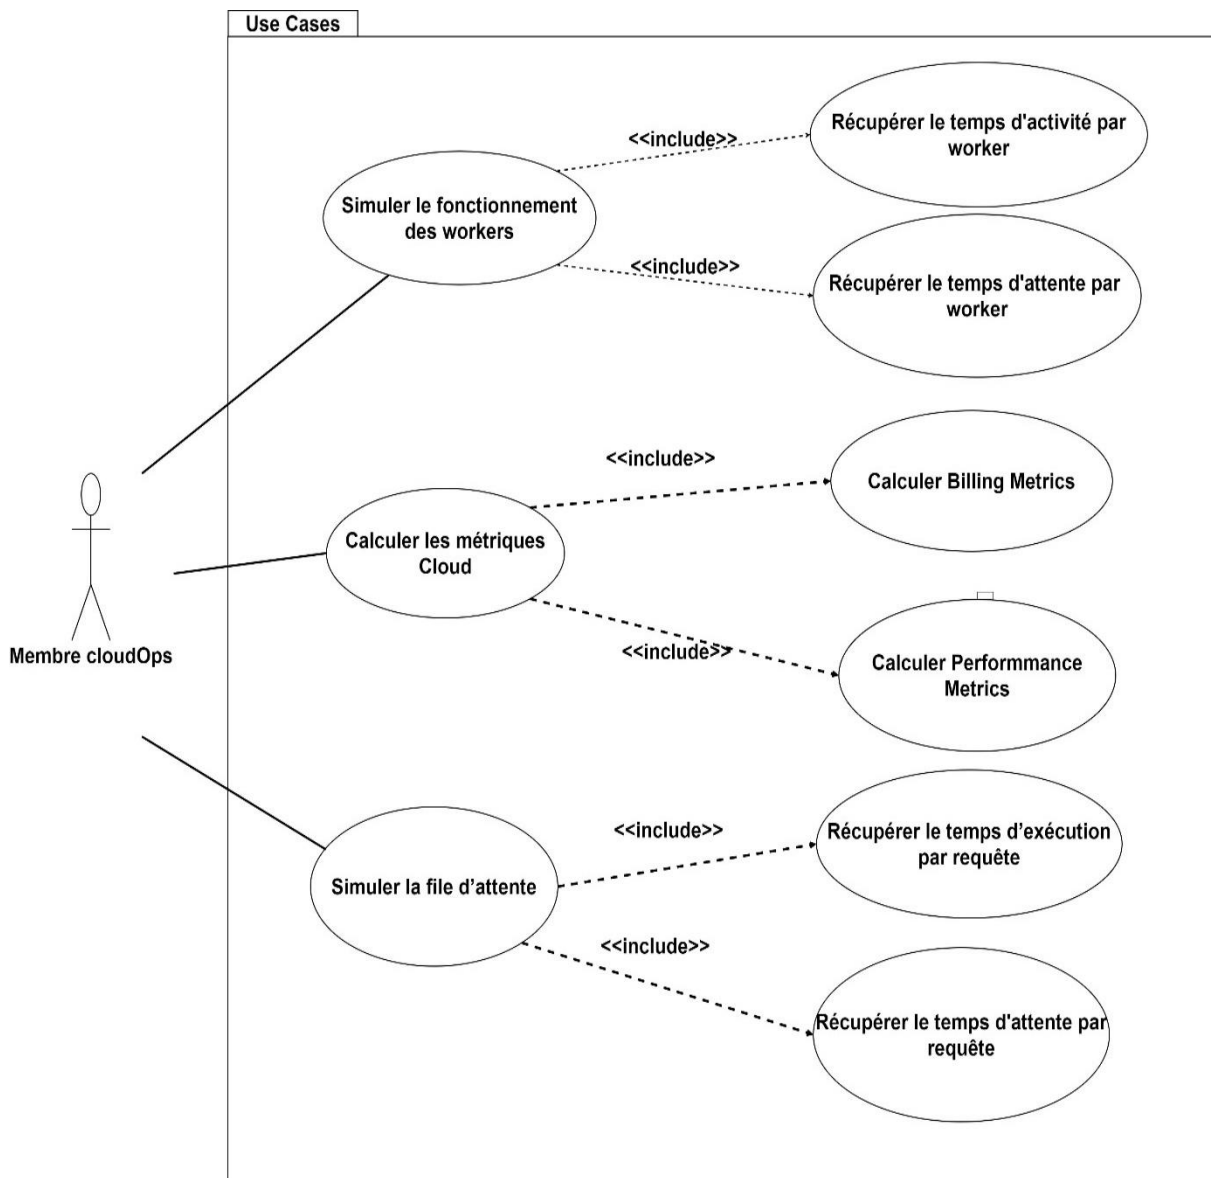 Use Cases
<<include>>
Récupérer le temps d'activité par
worker
Simuler le fonctionnement
des workers
<<include>>
Récupérer le temps d'attente par
worker
<<include>>
Calculer Billing Metrics
Calculer les métriques
Cloud
<<include>>
Calculer Performmance
Metrics
Membre cloudOps
<<include>>
Récupérer le temps d’exécution
par requête
Simuler la file d’attente
<<include>>
Récupérer le temps d'attente par
requête